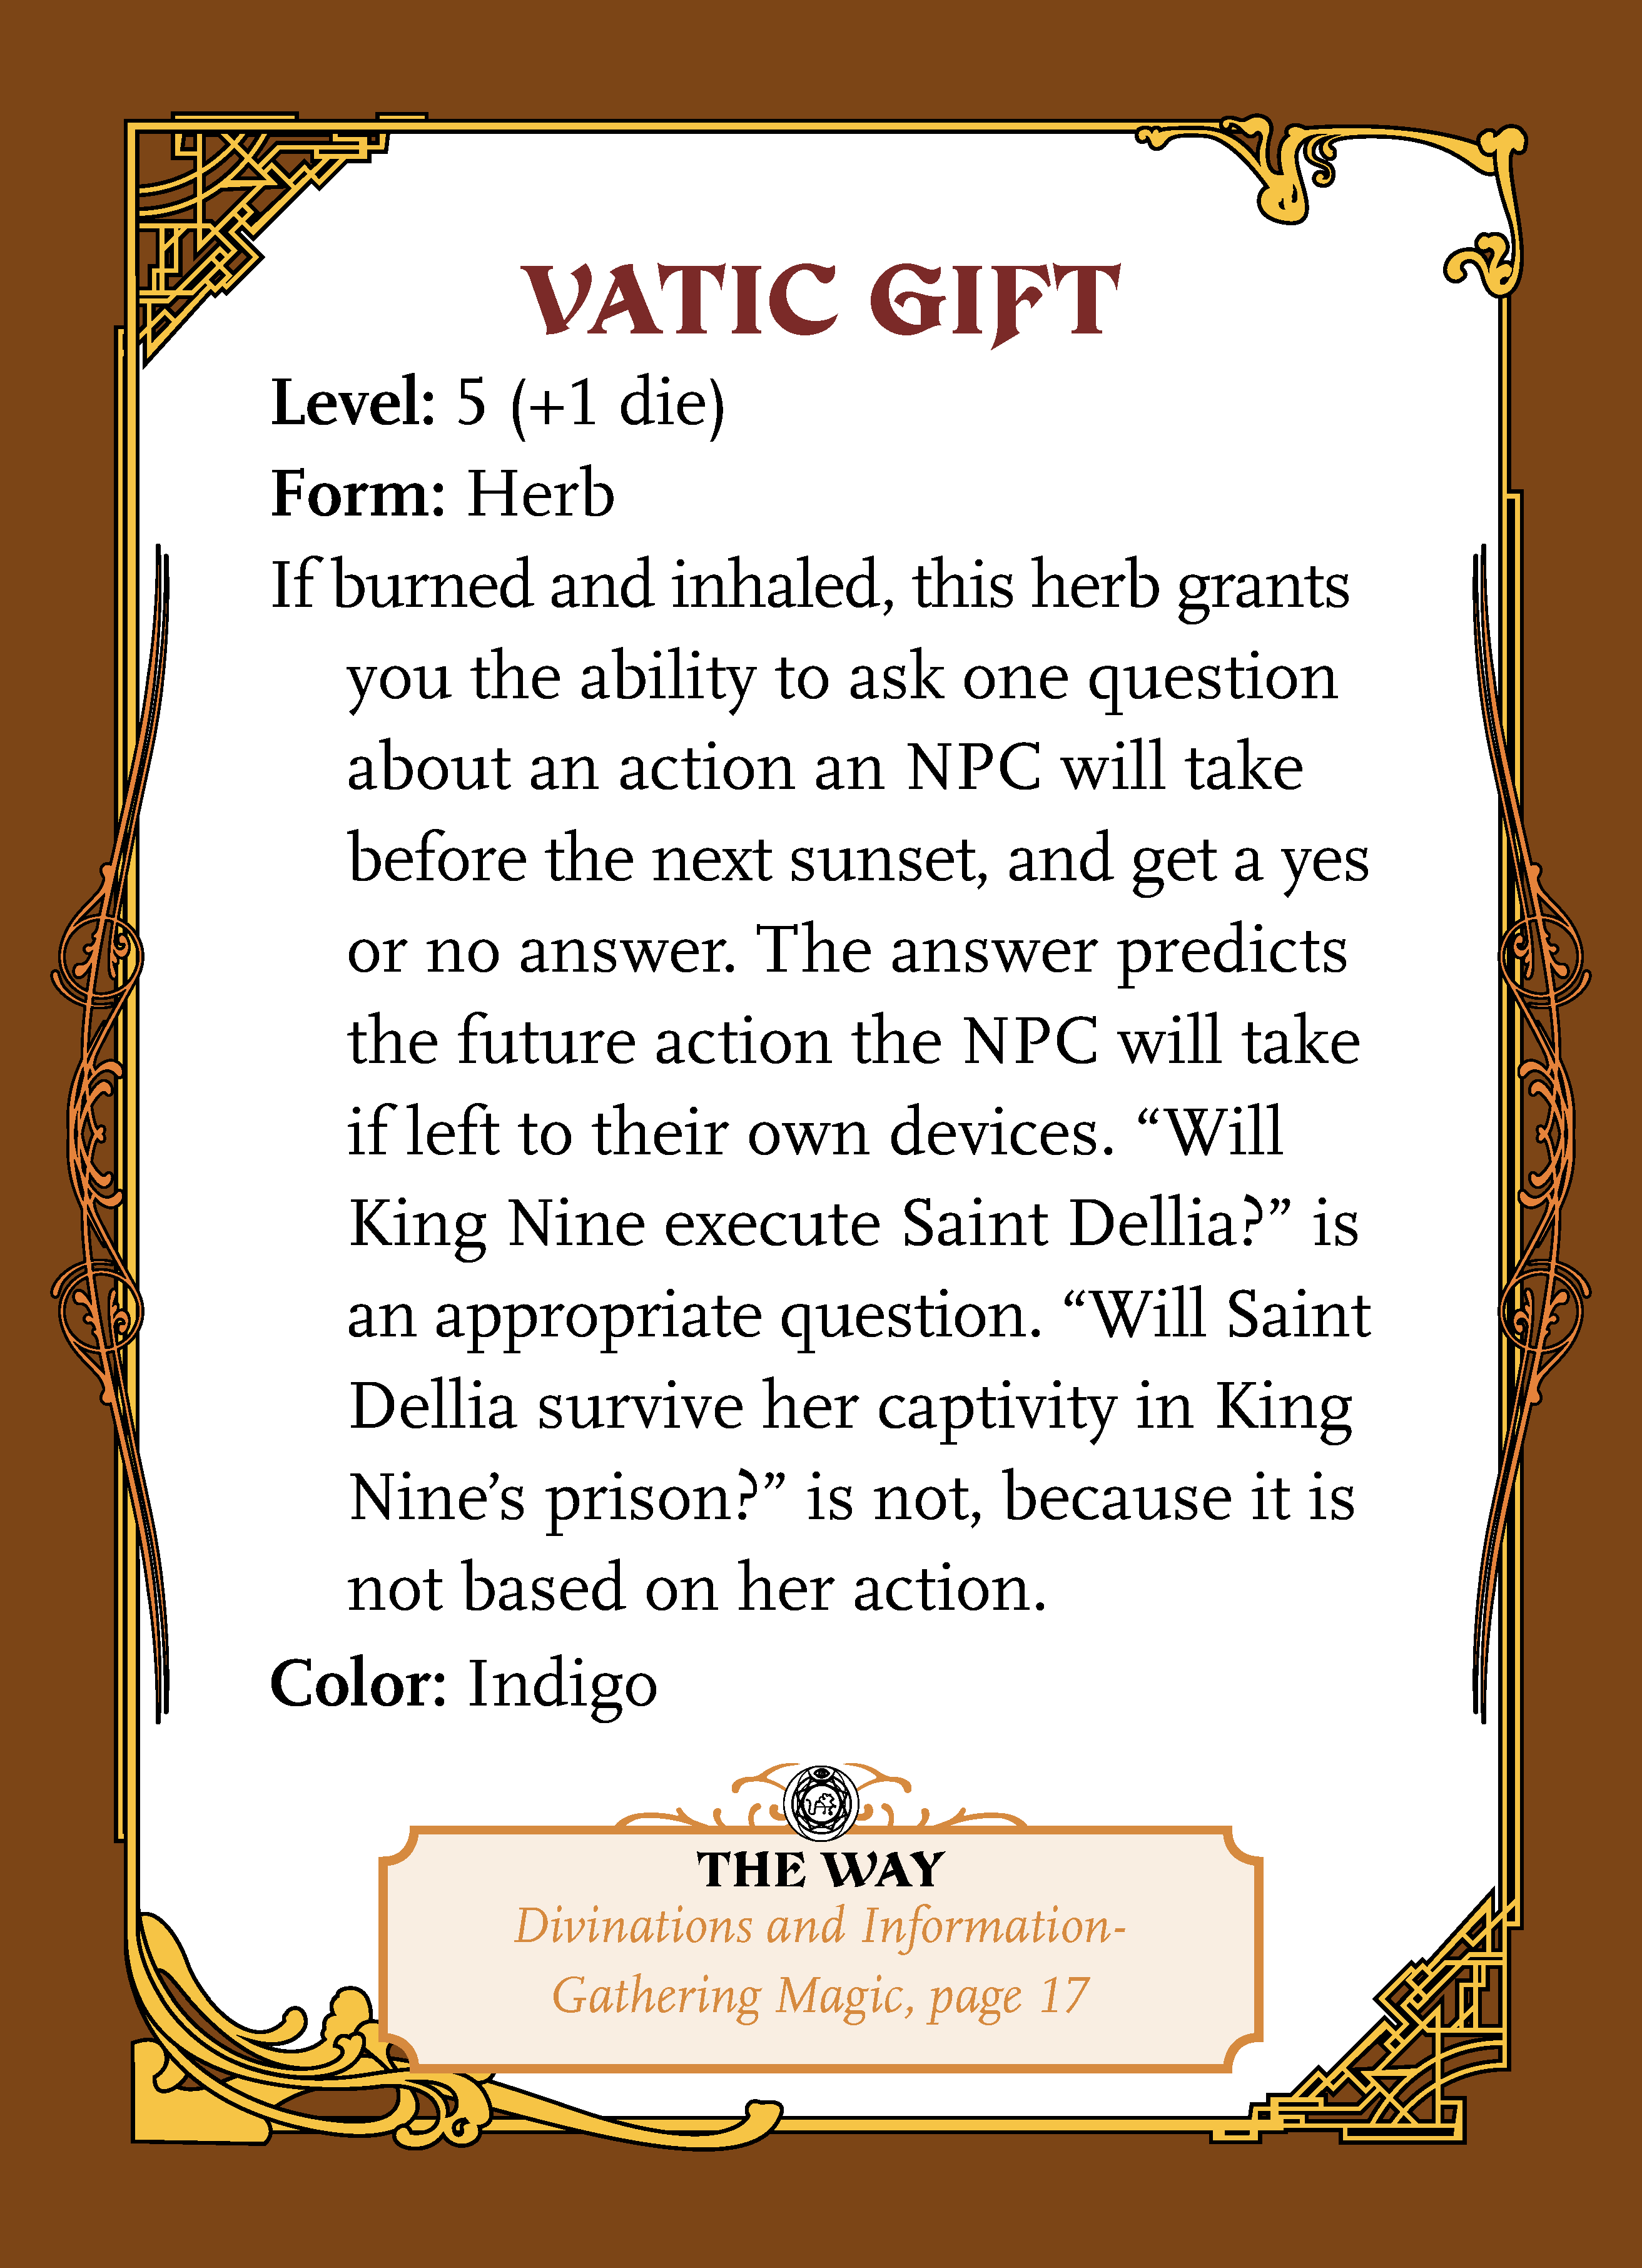 VATIC GIFT
Level: 5 (+1 die)
Form: Herb
If burned and inhaled, this herb grants
you the ability to ask one question
about an action an NPC will take
before the next sunset, and get a yes
or no answer. The answer predicts
the future action the NPC will take
if left to their own devices. “Will
King Nine execute Saint Dellia?” is
an appropriate question. “Will Saint
Dellia survive her captivity in King
Nine’s prison?” is not, because it is
not based on her action.
Color: Indigo
THE WAY
Divinations and Information-
Gathering Magic, page 17